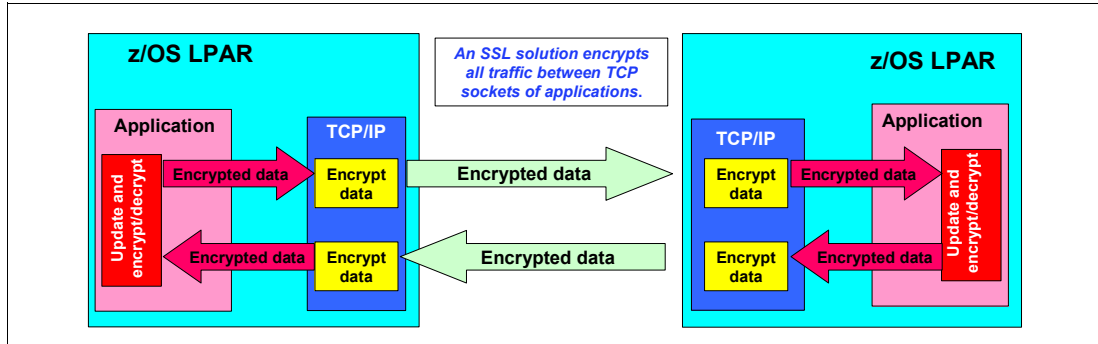 z/OS LPAR
An SSL solution encrypts
all traffic between TCP
sockets of applications.
z/OS LPAR
Application
TCP/IP
TCP/IP
Application
Update and
encrypt/decrypt
Encrypted data
Encrypt
data
Encrypted data
Encrypt
data
Encrypted data
Update and
encrypt/decrypt
Encrypted data
Encrypt
data
Encrypted data
Encrypt
data
Encrypted data